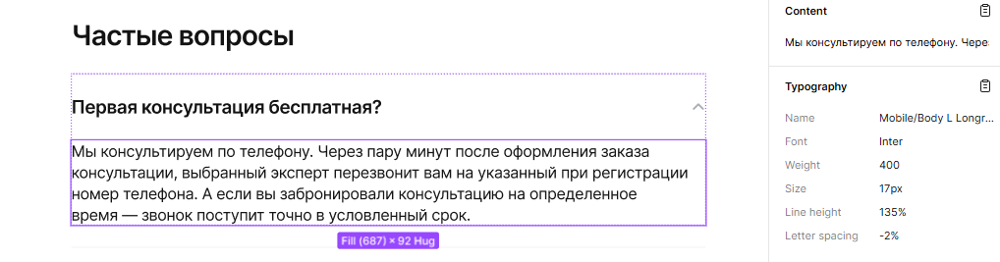 Частые вопросы
Первая консультация бесплатная?
Мы консультируем по телефону. Через пару минут после оформления заказа
консультации, выбранный эксперт перезвонит вам на указанный при регистрации
номер телефона. А если вы забронировали консультацию на определенное
время — звонок поступит точно в условленный срок.
Fill (687) × 92 Hug
Content
Мы консультируем по телефону. Чере
Typography
Name Mobile/Body L Longr...
Font Inter
Weight 400
Size 17px
Line height 135%
Letter spacing -2%